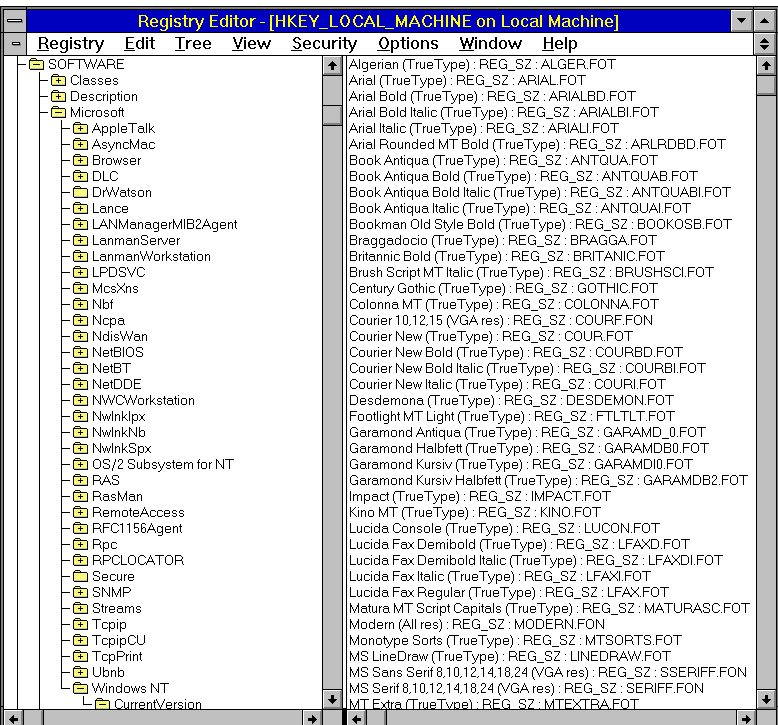 Registry Editor - [HKEY_LOCAL_MACHINE on Local Machine]
Registry Edit Tree View Security Options Window Help
SOFTWARE
Classes
Description
Microsoft
AppleTalk
AsyncMac
Browser
DLC
DrWatson
Lance
LANManagerMIB2Agent
LanmanServer
LanmanWorkstation
LPDSVC
McsXns
Nbf
Ncpa
NdisWan
NetBIOS
NetBT
NetDDE
NWCWorkstation
NwlnkIpx
NwlnkNb
NwlnkSpx
OS/2 Subsystem for NT
RAS
RasMan
RemoteAccess
RFC1156Agent
Rpc
RPCLOCATOR
Secure
SNMP
Streams
Tcpip
TcpipCU
TcpPrint
Ubnb
Windows NT
CurrentVersion
Algerian (TrueType) : REG_SZ : ALGER.FOT
Arial (TrueType) : REG_SZ : ARIAL.FOT
Arial Bold (TrueType) : REG_SZ : ARIALBD.FOT
Arial Bold Italic (TrueType) : REG_SZ : ARIALBI.FOT
Arial Italic (TrueType) : REG_SZ : ARIALI.FOT
Arial Rounded MT Bold (TrueType) : REG_SZ : ARLRDBD.FOT
Book Antiqua (TrueType) : REG_SZ : ANTQUA.FOT
Book Antiqua Bold (TrueType) : REG_SZ : ANTQUAB.FOT
Book Antiqua Bold Italic (TrueType) : REG_SZ : ANTQUABI.FOT
Book Antiqua Italic (TrueType) : REG_SZ : ANTQUAI.FOT
Bookman Old Style Bold (TrueType) : REG_SZ : BOOKOSB.FOT
Braggadocio (TrueType) : REG_SZ : BRAGGA.FOT
Britannic Bold (TrueType) : REG_SZ : BRITANIC.FOT
Brush Script MT Italic (TrueType) : REG_SZ : BRUSHSCI.FOT
Century Gothic (TrueType) : REG_SZ : GOTHIC.FOT
Colonna MT (TrueType) : REG_SZ : COLONNA.FOT
Courier 10,12,15 (VGA res) : REG_SZ : COURF.FON
Courier New (TrueType) : REG_SZ : COUR.FOT
Courier New Bold (TrueType) : REG_SZ : COURBD.FOT
Courier New Bold Italic (TrueType) : REG_SZ : COURBI.FOT
Courier New Italic (TrueType) : REG_SZ : COURI.FOT
Desdemona (TrueType) : REG_SZ : DESDEMON.FOT
Footlight MT Light (TrueType) : REG_SZ : FTLTLT.FOT
Garamond Antiqua (TrueType) : REG_SZ : GARAMD_0.FOT
Garamond Halbfett (TrueType) : REG_SZ : GARAMDB0.FOT
Garamond Kursiv (TrueType) : REG_SZ : GARAMDI0.FOT
Garamond Kursiv Halbfett (TrueType) : REG_SZ : GARAMDB2.FOT
Impact (TrueType) : REG_SZ : IMPACT.FOT
Kino MT (TrueType) : REG_SZ : KINO.FOT
Lucida Console (TrueType) : REG_SZ : LUCON.FOT
Lucida Fax Demibold (TrueType) : REG_SZ : LFAXD.FOT
Lucida Fax Demibold Italic (TrueType) : REG_SZ : LFAXDI.FOT
Lucida Fax Italic (TrueType) : REG_SZ : LFAXI.FOT
Lucida Fax Regular (TrueType) : REG_SZ : LFAX.FOT
Matura MT Script Capitals (TrueType) : REG_SZ : MATURASC.FOT
Modern (All res) : REG_SZ : MODERN.FON
Monotype Sorts (TrueType) : REG_SZ : MTSORTS.FOT
MS LineDraw (TrueType) : REG_SZ : LINEDRAW.FOT
MS Sans Serif 8,10,12,14,18,24 (VGA res) : REG_SZ : SSERIFF.FON
MS Serif 8,10,12,14,18,24 (VGA res) : REG_SZ : SERIFF.FON
MT Extra (TrueType) : REG_SZ : MTEXTRA.FOT